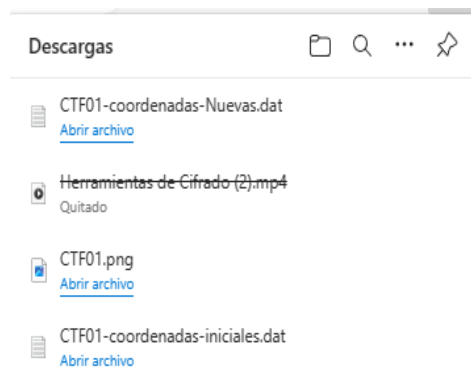 Descargas
CTF01-coordenadas-Nuevas.dat
Abrir archivo
Herramientas de Cifrado (2).mp4
Quitado
CTF01.png
Abrir archivo
CTF01-coordenadas-iniciales.dat
Abrir archivo